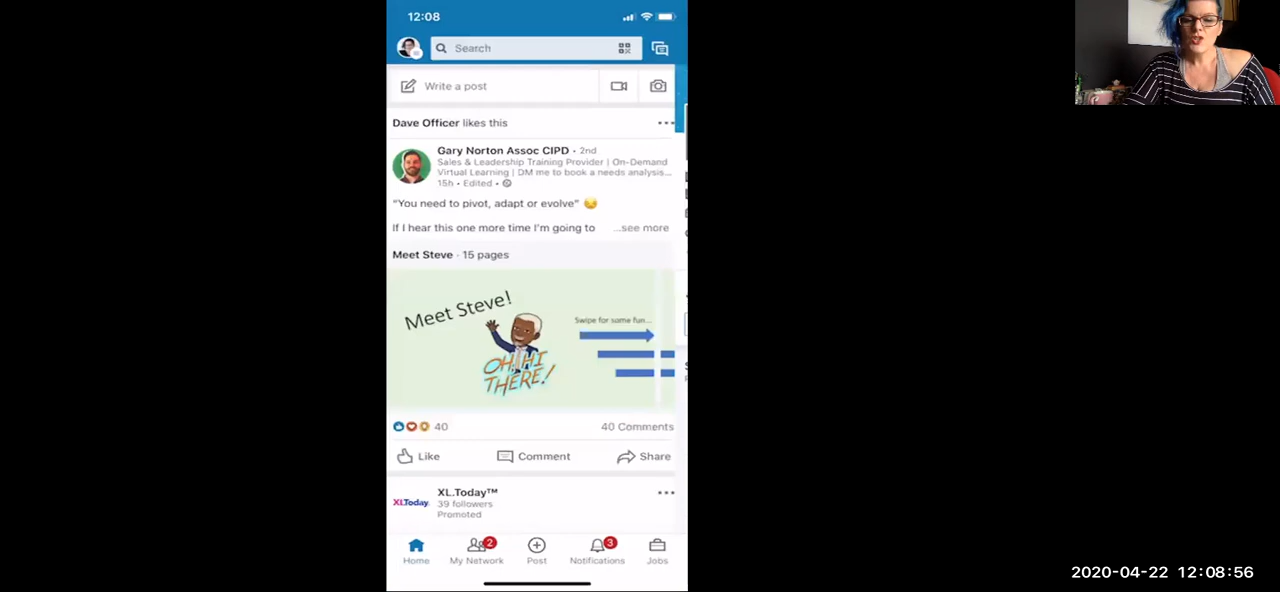 12:08
Search
Write a post
Dave Officer likes this
Gary Norton Assoc CIPD • 2nd
Sales & Leadership Training Provider | On-Demand
Virtual Learning | DM me to book a needs analysis...
15h • Edited •
“You need to pivot, adapt or evolve” 😣
If I hear this one more time I'm going to ...see more
Meet Steve · 15 pages
Meet Steve!
Swipe for some fun...
OH, HI
THERE!
40 40 Comments
Like Comment Share
XLToday
XL.Today™
39 followers
Promoted
2 3
Home My Network Post Notifications Jobs
2020-04-22 12:08:56